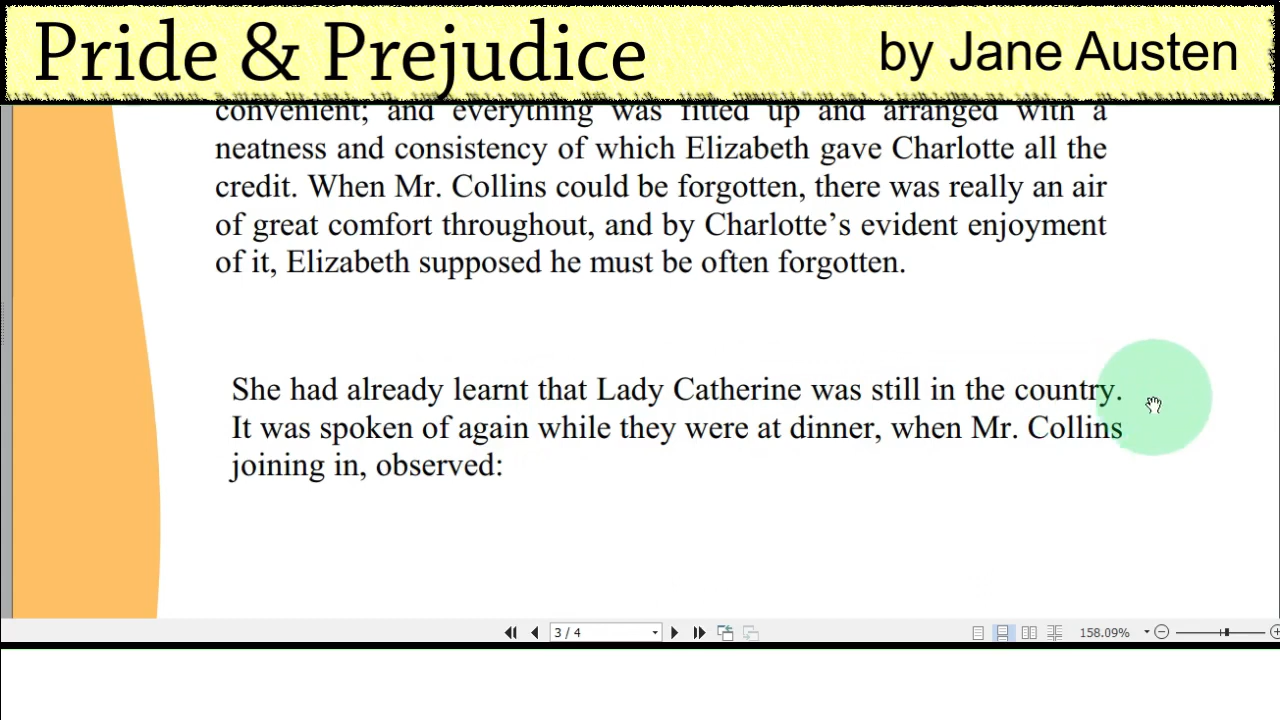 Pride & Prejudice
by Jane Austen
convenient; and everything was fitted up and arranged with a
neatness and consistency of which Elizabeth gave Charlotte all the
credit. When Mr. Collins could be forgotten, there was really an air
of great comfort throughout, and by Charlotte’s evident enjoyment
of it, Elizabeth supposed he must be often forgotten.
She had already learnt that Lady Catherine was still in the country.
It was spoken of again while they were at dinner, when Mr. Collins
joining in, observed:
3 / 4
158.09%